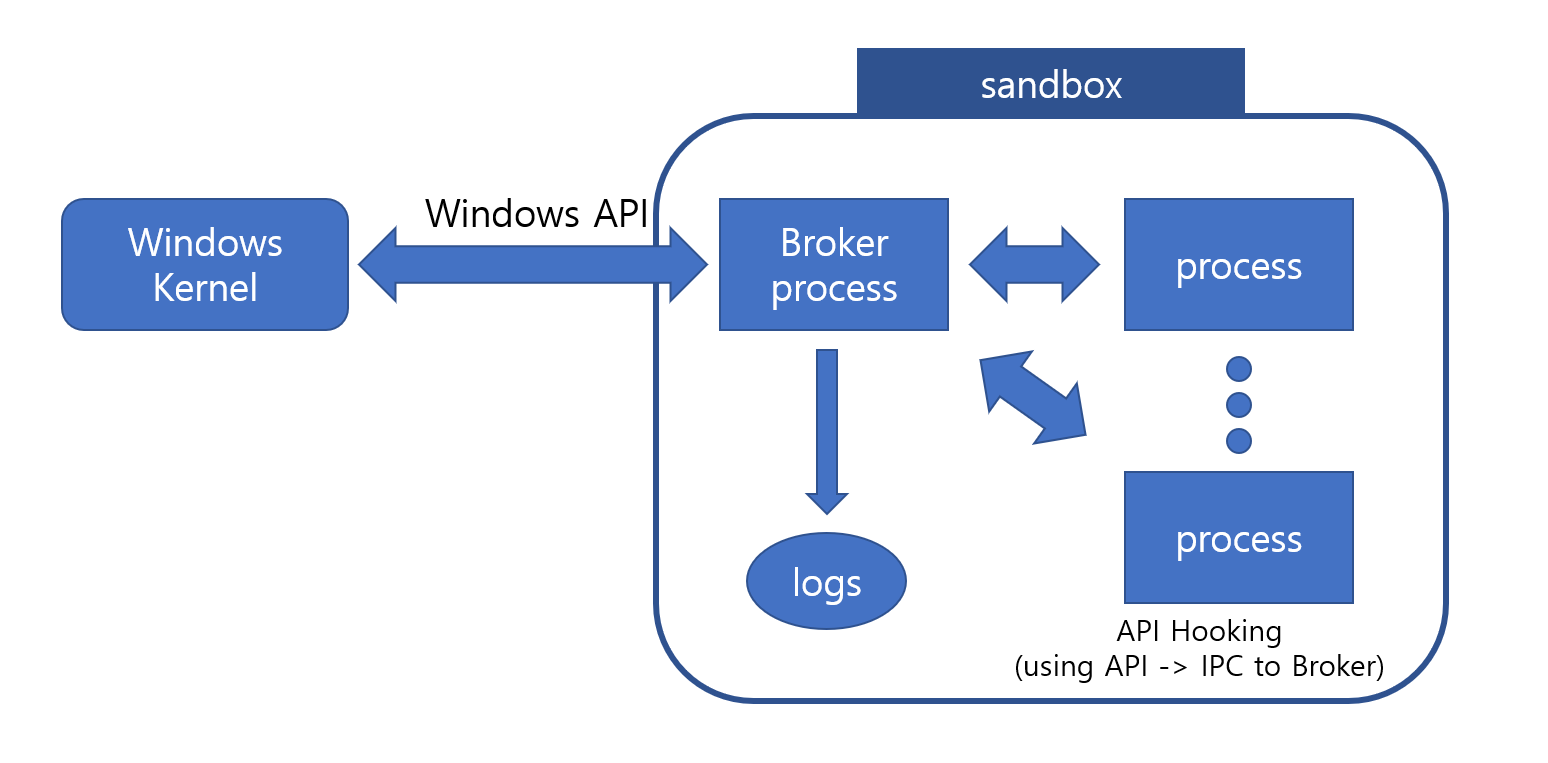 sandbox
Windows API
Windows
Kernel
Broker
process
process
logs
process
API Hooking
(using API -> IPC to Broker)